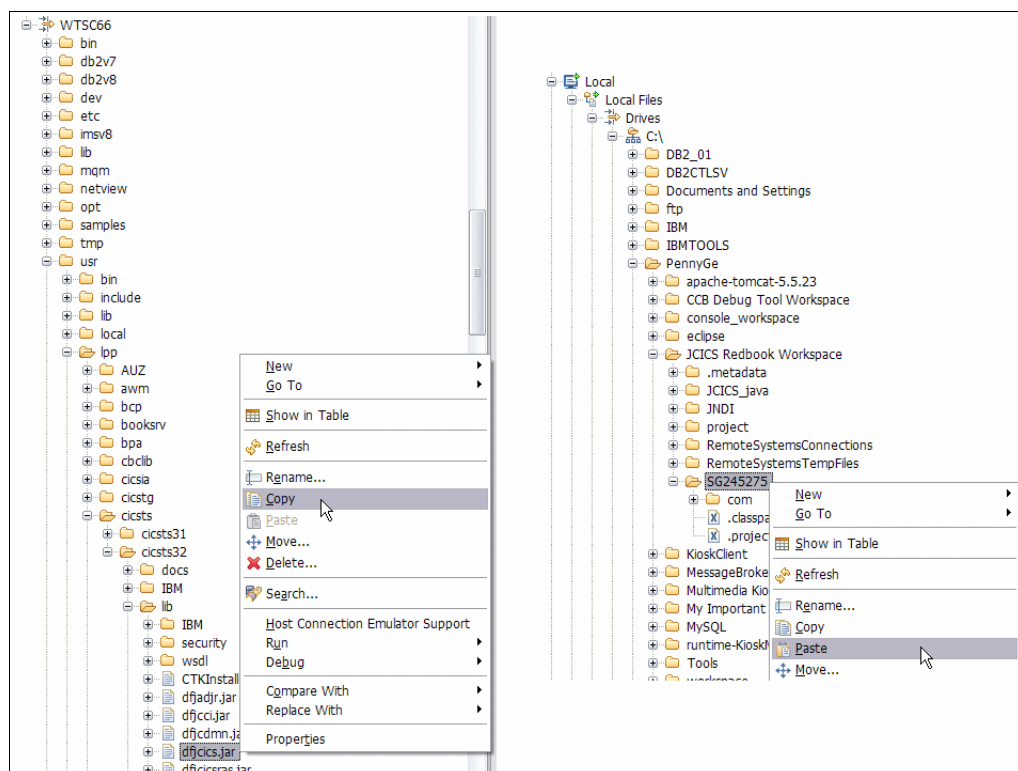 WTSC66
bin
db2v7
db2v8
dev
etc
imsv8
lib
mqm
netview
opt
samples
tmp
usr
bin
include
lib
local
lpp
AUZ
awm
bcp
booksrv
bpa
cbclib
cicsia
cicstg
cicsts
cicsts31
cicsts32
docs
IBM
lib
IBM
security
wsdl
CTKInstall
dfjadjr.jar
dfjcci.jar
dfjcdmn.ja
dfjcics.jar
dfjcicsras.jar
New
Go To
Show in Table
Refresh
Rename...
Copy
Paste
Move...
Delete...
Search...
Host Connection Emulator Support
Run
Debug
Compare With
Replace With
Properties
Local
Local Files
Drives
C:\
DB2_01
DB2CTLSV
Documents and Settings
ftp
IBM
IBMTOOLS
PennyGe
apache-tomcat-5.5.23
CCB Debug Tool Workspace
console_workspace
eclipse
JCICS Redbook Workspace
.metadata
JCICS_java
JNDI
project
RemoteSystemsConnections
RemoteSystemsTempFiles
SG245275
com
.classpa
.project
KioskClient
MessageBroke
Multimedia Kio
My Important
MySQL
runtime-KioskM
Tools
workspace
New
Go To
Show in Table
Refresh
Rename...
Copy
Paste
Move...